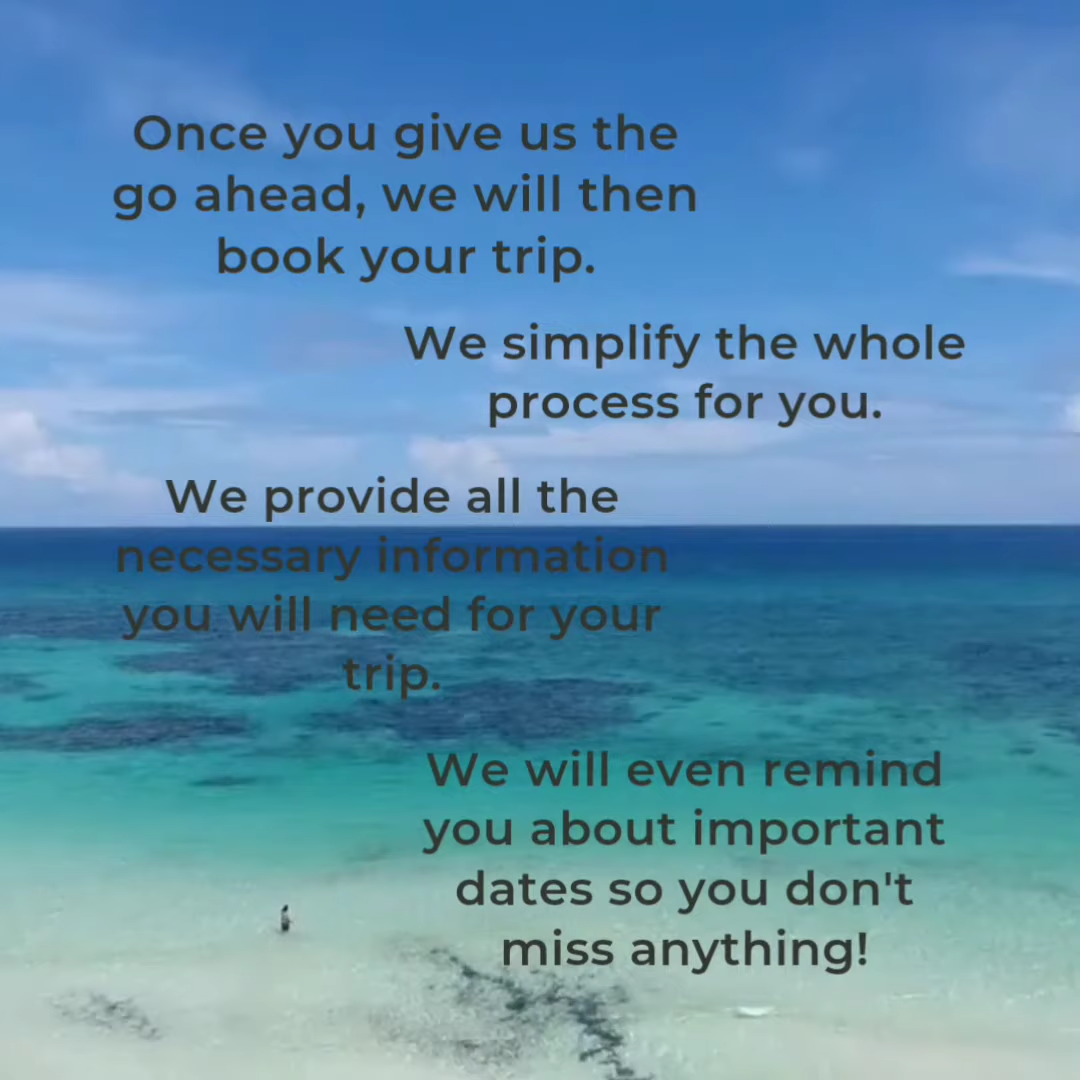 Once you give us the
go ahead, we will then
book your trip.
We simplify the whole
process for you.
We provide all the
necessary information
you will need for your
trip.
We will even remind
you about important
dates so you don't
miss anything!